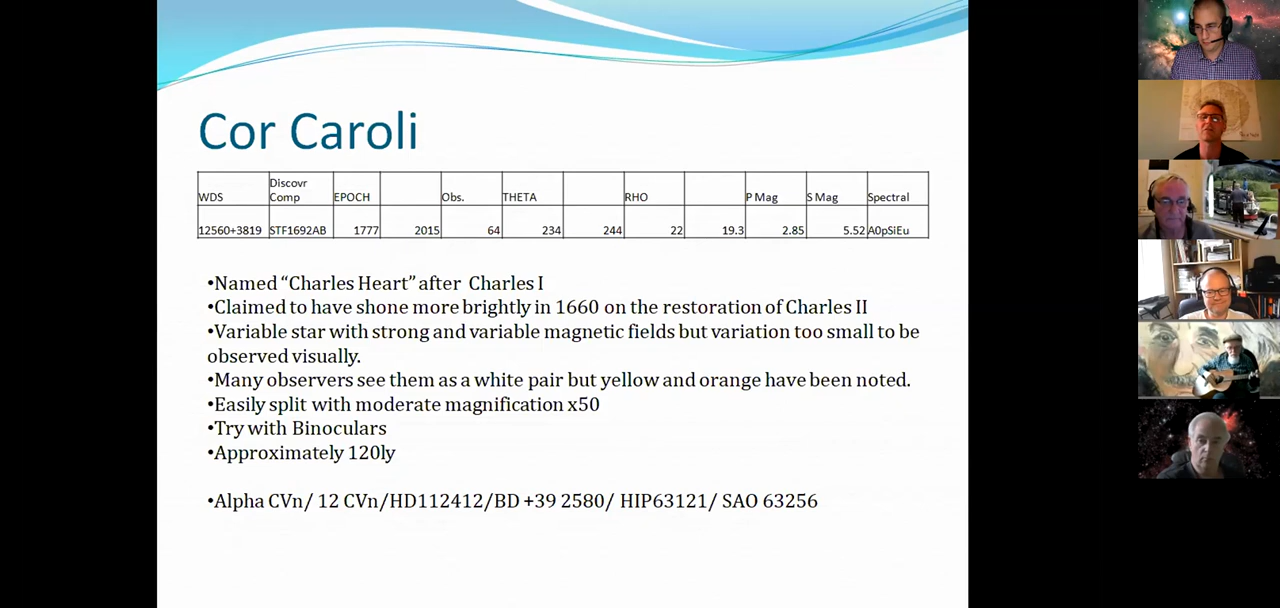 Cor Caroli
WDS Discovr Comp EPOCH Obs. THETA RHO P Mag S Mag Spectral
12560+3819 STF1692AB 1777 2015 64 234 244 22 19.3 2.85 5.52 A0pSiEu
•Named “Charles Heart” after Charles I
•Claimed to have shone more brightly in 1660 on the restoration of Charles II
•Variable star with strong and variable magnetic fields but variation too small to be
observed visually.
•Many observers see them as a white pair but yellow and orange have been noted.
•Easily split with moderate magnification x50
•Try with Binoculars
•Approximately 120ly
•Alpha CVn/ 12 CVn/HD112412/BD +39 2580/ HIP63121/ SAO 63256